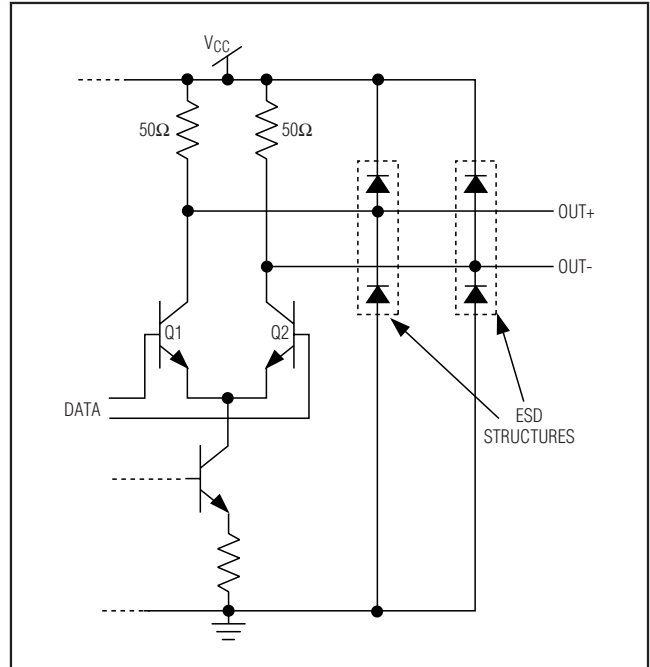 VCC
50Ω
50Ω
OUT+
OUT-
Q1
Q2
DATA
ESD
STRUCTURES